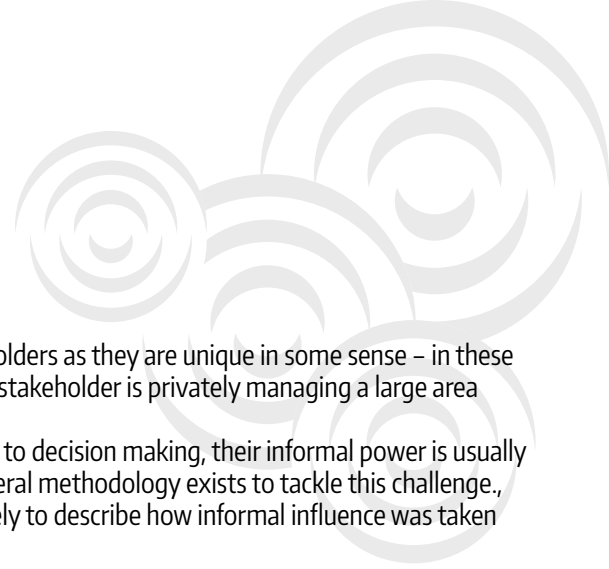 olders as they are unique in some sense – in these
stakeholder is privately managing a large area
to decision making, their informal power is usually
eral methodology exists to tackle this challenge.,
ely to describe how informal influence was taken